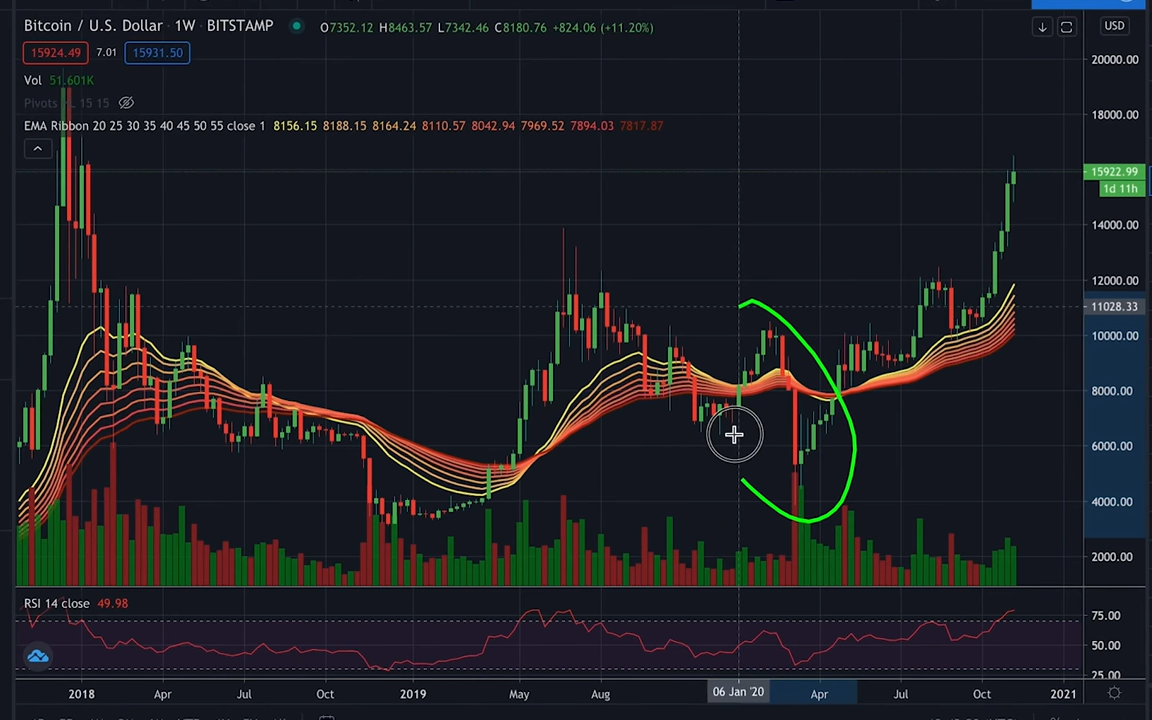 Bitcoin / U.S. Dollar · 1W · BITSTAMP O7352.12 H8463.57 L7342.46 C8180.76 +824.06 (+11.20%)
USD
15924.49 7.01 15931.50
Vol 51.601K
Pivots HL 15 15
EMA Ribbon 20 25 30 35 40 45 50 55 close 1 8156.15 8188.15 8164.24 8110.57 8042.94 7969.52 7894.03 7817.87
20000.00
18000.00
15922.99
1d 11h
14000.00
12000.00
11028.33
10000.00
8000.00
6000.00
4000.00
2000.00
RSI 14 close 49.98
75.00
50.00
25.00
2018 Apr Jul Oct 2019 May Aug 06 Jan '20 Apr Jul Oct 2021